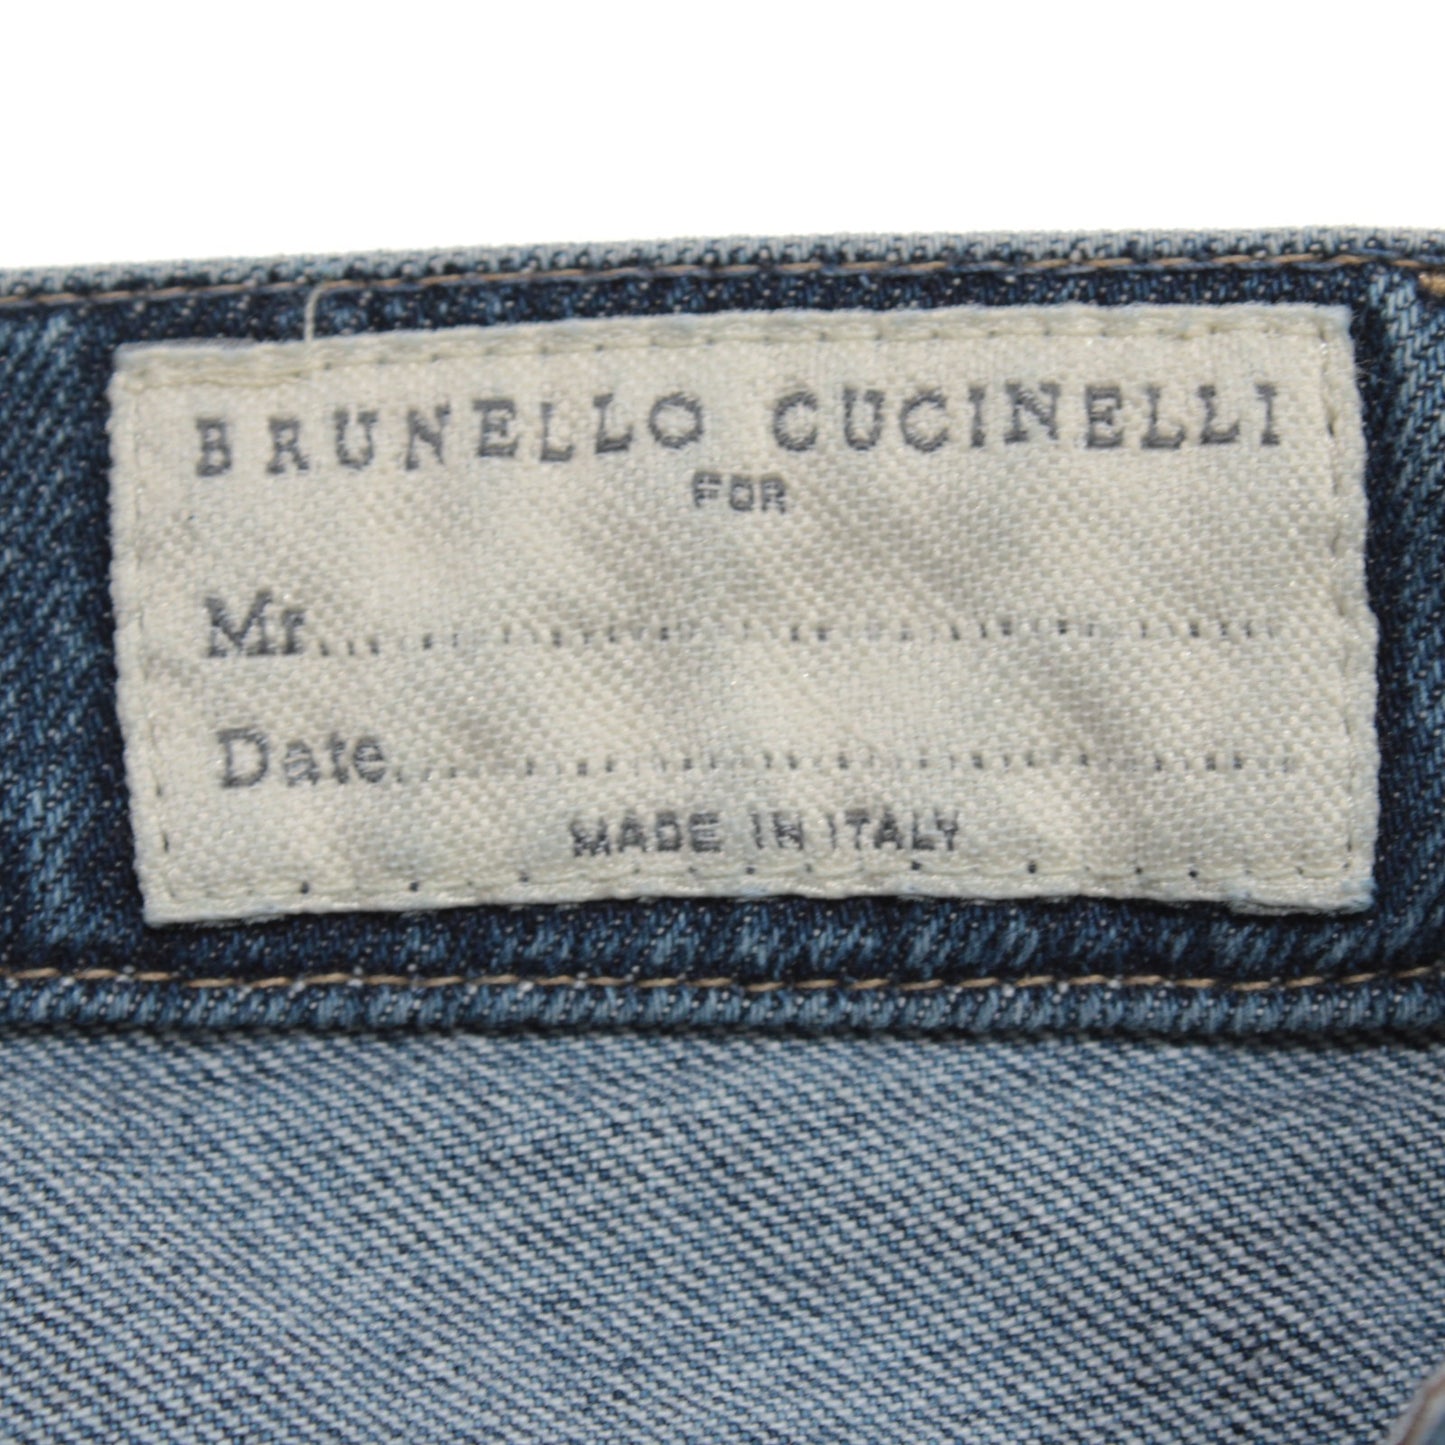 BRUNELLO CUCINELLI
FOR
Mr.......................................................
Date.......................................................
MADE IN ITALY